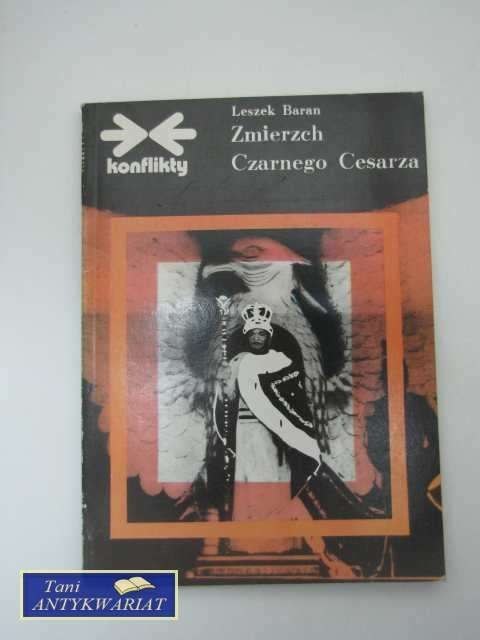 Leszek Baran
Zmierzch
Czarnego Cesarza
konflikty
Tani
ANTYKWARIAT